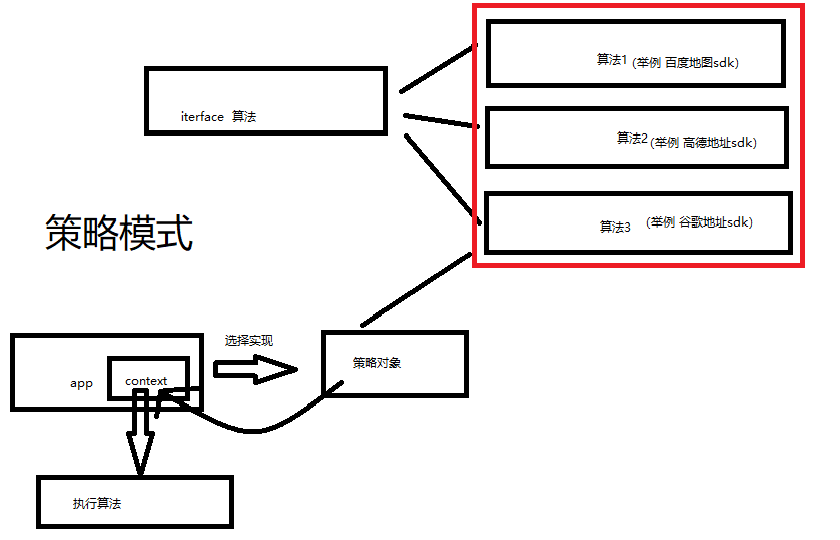 算法1 (举例 百度地图sdk)
iterface 算法
算法2 (举例 高德地址sdk)
算法3 (举例 谷歌地址sdk)
策略模式
选择实现
app
context
策略对象
执行算法